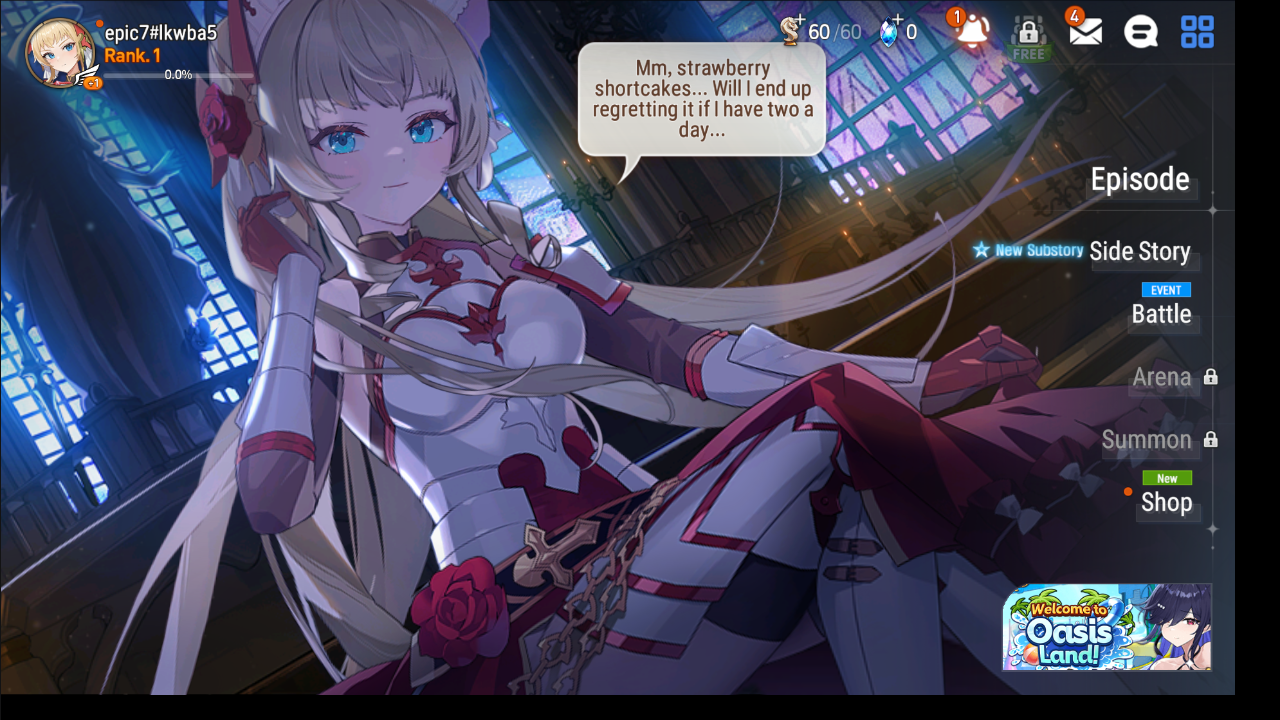 epic7#lkwba5
Rank.1
+1
0.0%
60/60
0
1
FREE
4
Mm, strawberry
shortcakes... Will I end up
regretting it if I have two a
day...
Episode
New Substory
Side Story
EVENT
Battle
Arena
Summon
New
Shop
Welcome to
Oasis
Land!